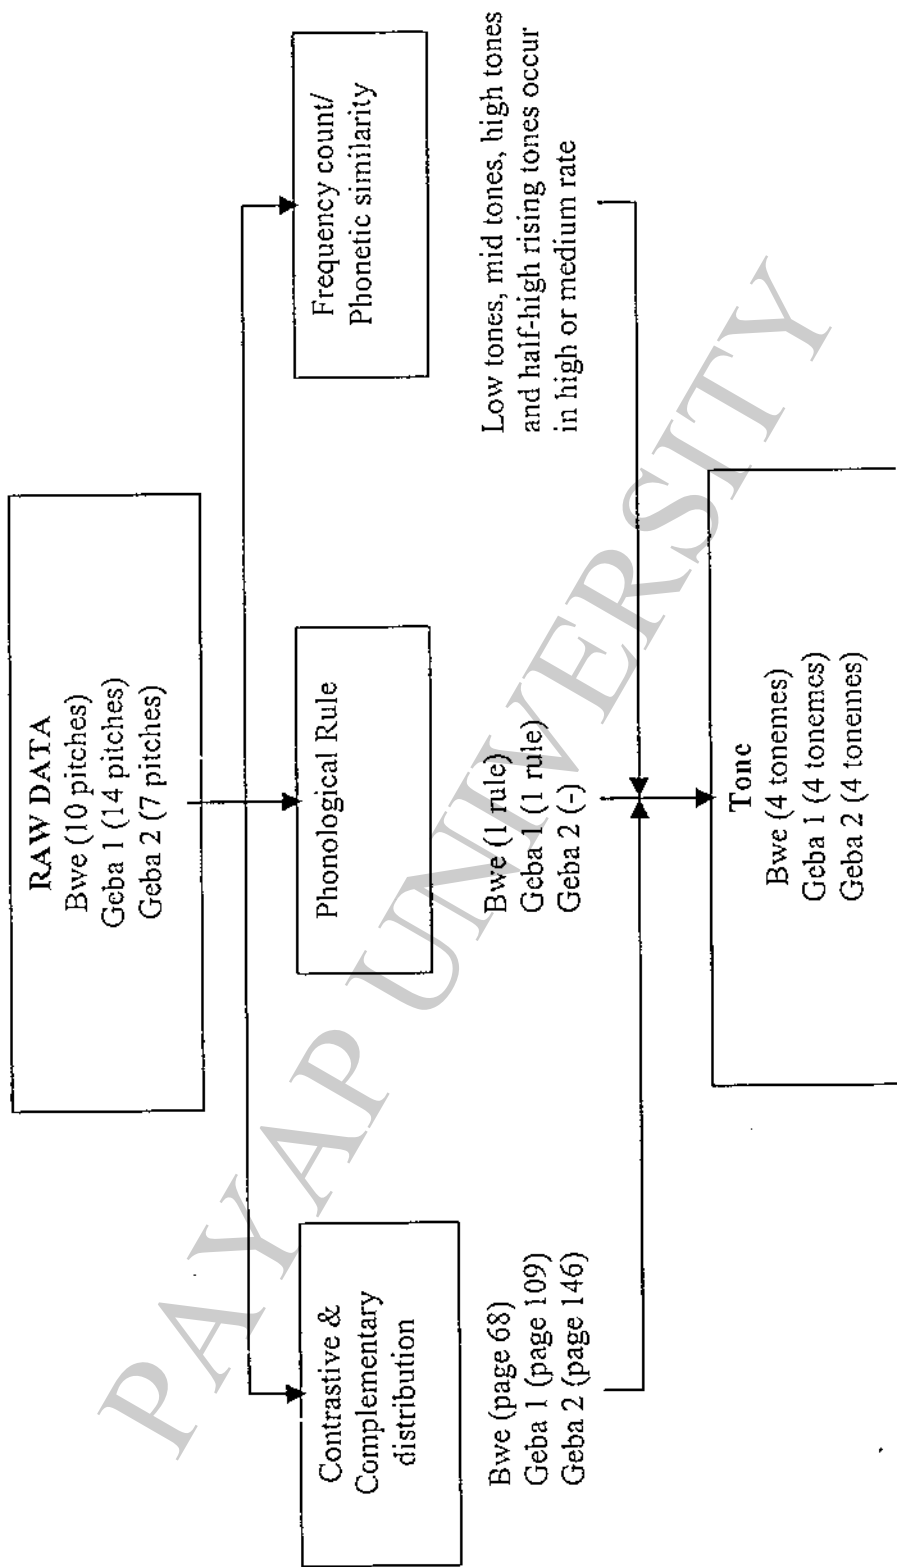 RAW DATA
Bwe (10 pitches)
Geba 1 (14 pitches)
Geba 2 (7 pitches)
Contrastive &
Complementary
distribution
Phonological Rule
Frequency count/
Phonetic similarity
Bwe (page 68)
Geba 1 (page 109)
Geba 2 (page 146)
Bwe (1 rule)
Geba 1 (1 rule)
Geba 2 (-)
Low tones, mid tones, high tones
and half-high rising tones occur
in high or medium rate
Tone
Bwe (4 tonemes)
Geba 1 (4 tonemes)
Geba 2 (4 tonemes)
PAYAP UNIVERSITY